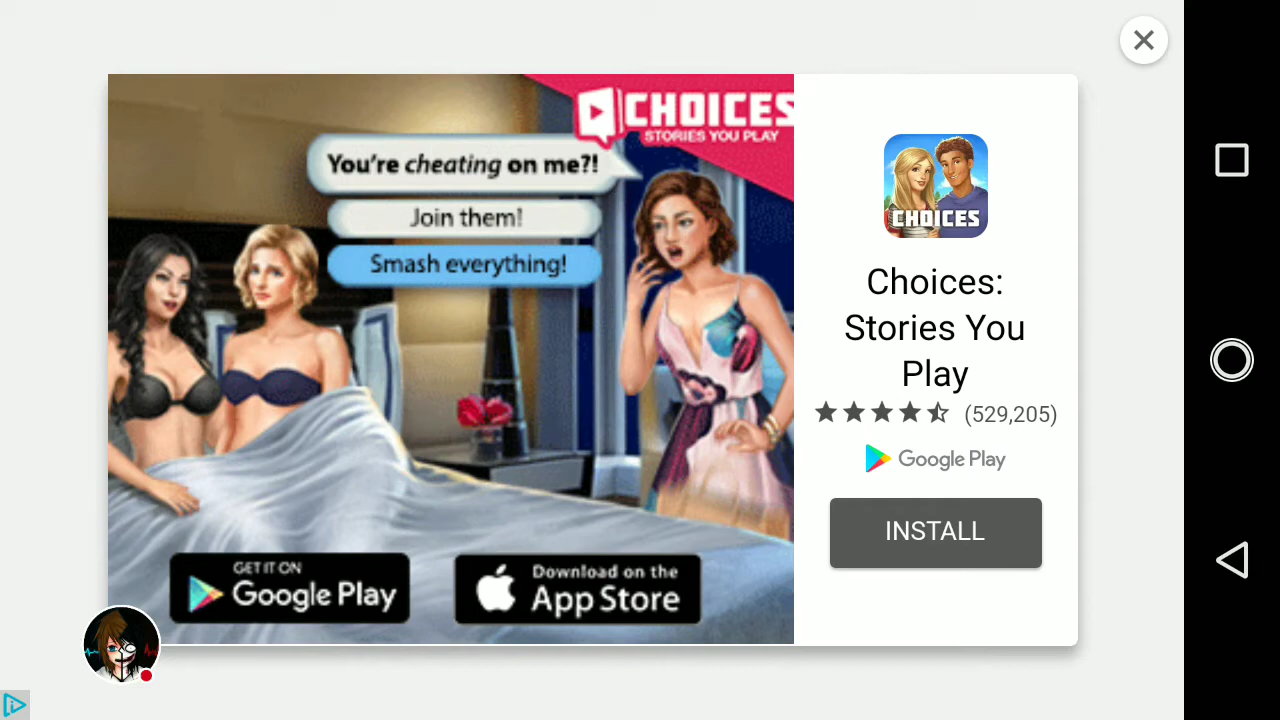 CHOICES
STORIES YOU PLAY
You're cheating on me?!
Join them!
Smash everything!
GET IT ON
Google Play
Download on the
App Store
CHOICES
Choices:
Stories You
Play
(529,205)
Google Play
INSTALL